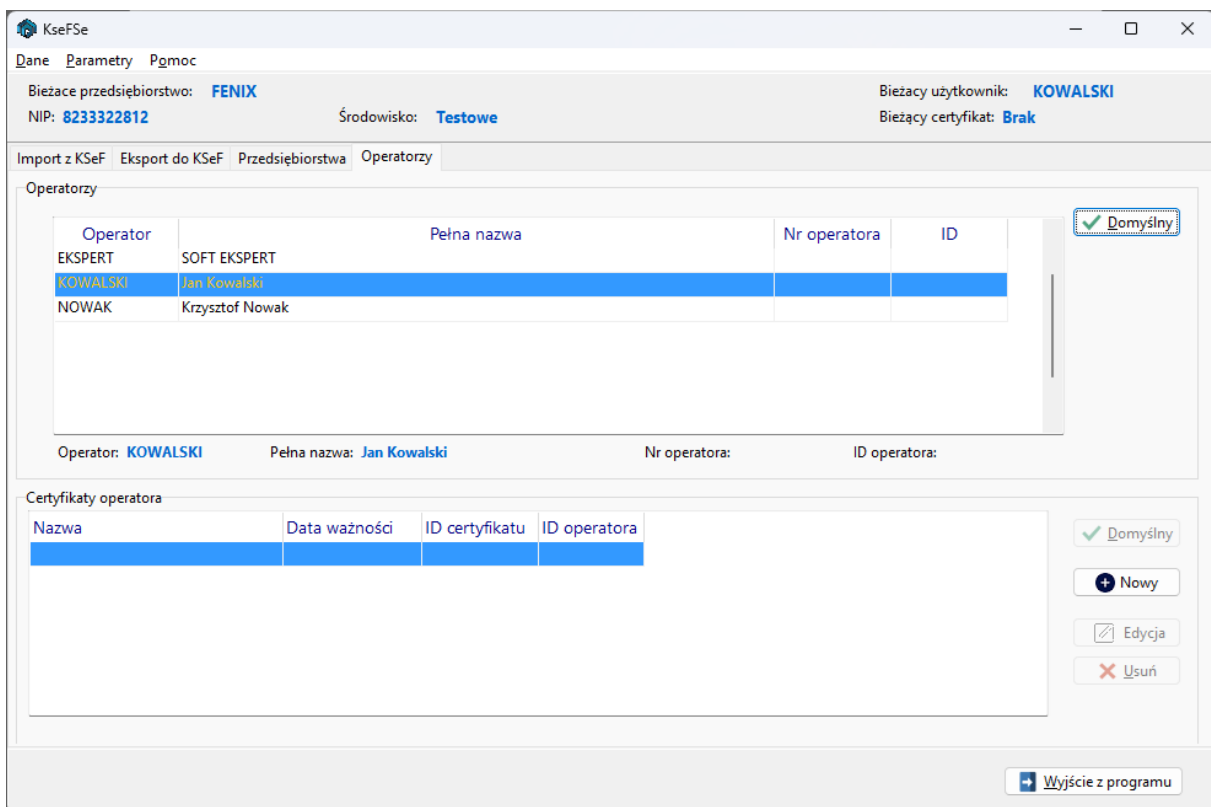 KseFSe
Dane Parametry Pomoc
Bieżace przedsiębiorstwo: FENIX Bieżacy użytkownik: KOWALSKI
NIP: 8233322812 Środowisko: Testowe Bieżący certyfikat: Brak
Import z KSeF Eksport do KSeF Przedsiębiorstwa Operatorzy
Operatorzy
Domyślny
Operator Pełna nazwa Nr operatora ID
EKSPERT SOFT EKSPERT
KOWALSKI Jan Kowalski
NOWAK Krzysztof Nowak
Operator: KOWALSKI Pełna nazwa: Jan Kowalski Nr operatora: ID operatora:
Certyfikaty operatora
Nazwa Data ważności ID certyfikatu ID operatora
Domyślny
Nowy
Edycja
Usuń
Wyjście z programu